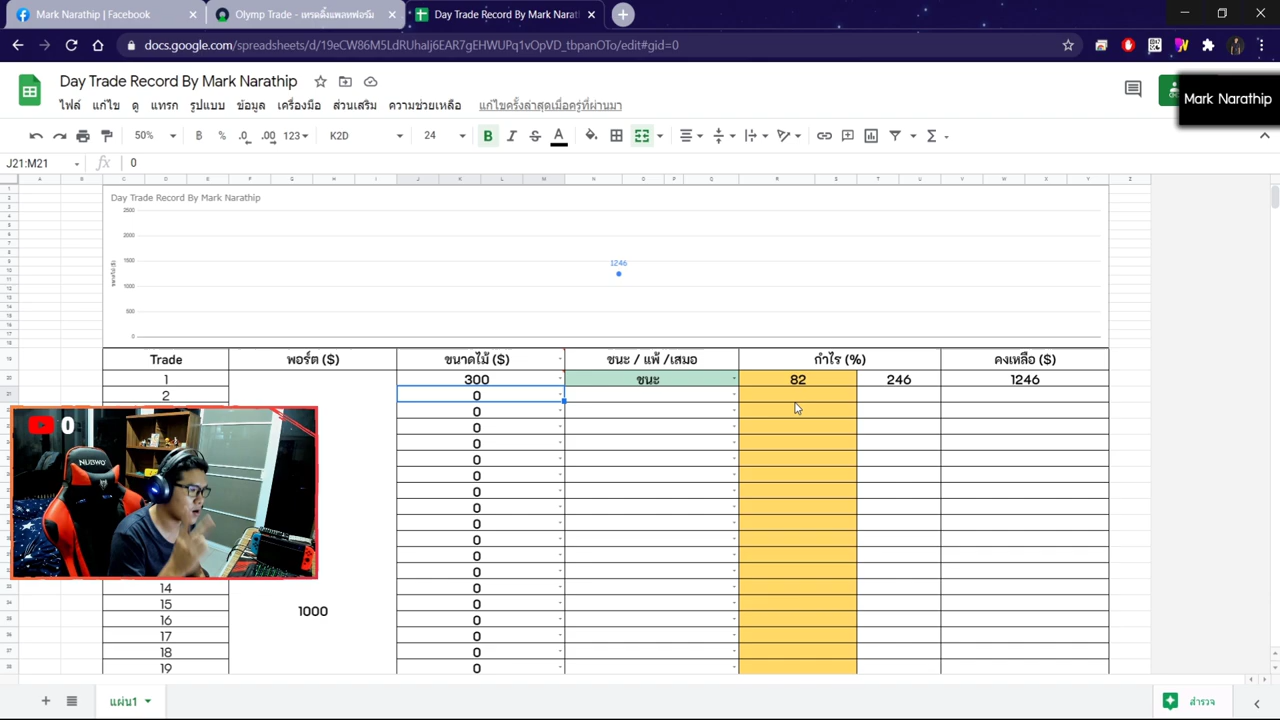 Mark Narathip | Facebook
Olymp Trade - เทรดดิ้งแพลทฟอร์ม
Day Trade Record By Mark Narat
docs.google.com/spreadsheets/d/19eCW86M5LdRUhaIj6EAR7gEHWUPq1vOpVD_tbpanOTo/edit#gid=0
Day Trade Record By Mark Narathip
Mark Narathip
ไฟล์ แก้ไข ดู แทรก รูปแบบ ข้อมูล เครื่องมือ ส่วนเสริม ความช่วยเหลือ แก้ไขครั้งล่าสุดเมื่อครู่ที่ผ่านมา
50% ฿ % .0 .00 123 K2D 24 B I S A Σ
J21:M21 fx 0
Day Trade Record By Mark Narathip
2500
2000
1500
1000
500
0
1246
Trade พอร์ต ($) ขนาดไม้ ($) ชนะ / แพ้ /เสมอ กำไร (%) คงเหลือ ($)
1 300 ชนะ 82 246 1246
2 0
0
0
0
0
0
0
0
0
0
0
0
14 0
15 0
1000
16 0
17 0
18 0
19 0
0
NUBWO
แผ่น1
สำรวจ